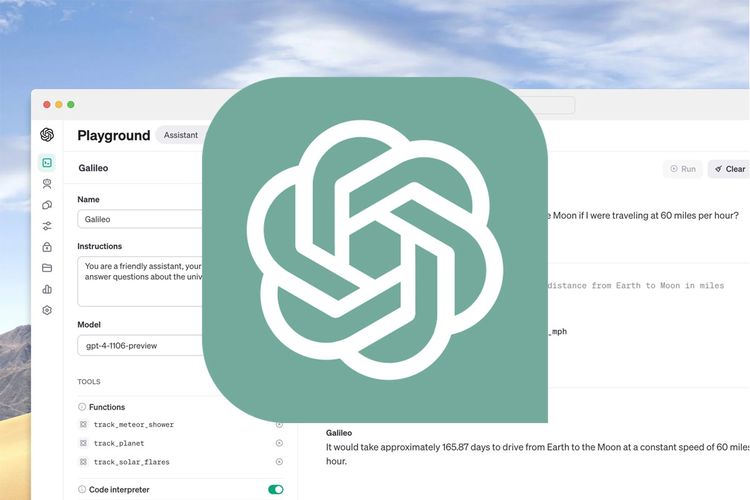 Playground
Assistant
Run
Clear
Galileo
Name
Galileo
e Moon if I were traveling at 60 miles per hour?
Instructions
You are a friendly assistant, your
answer questions about the univ
distance from Earth to Moon in miles
Model
_mph
gpt-4-1106-preview
TOOLS
Functions
track_meteor_shower
track_planet
track_solar_flares
Code interpreter
Galileo
It would take approximately 165.87 days to drive from Earth to the Moon at a constant speed of 60 miles
hour.